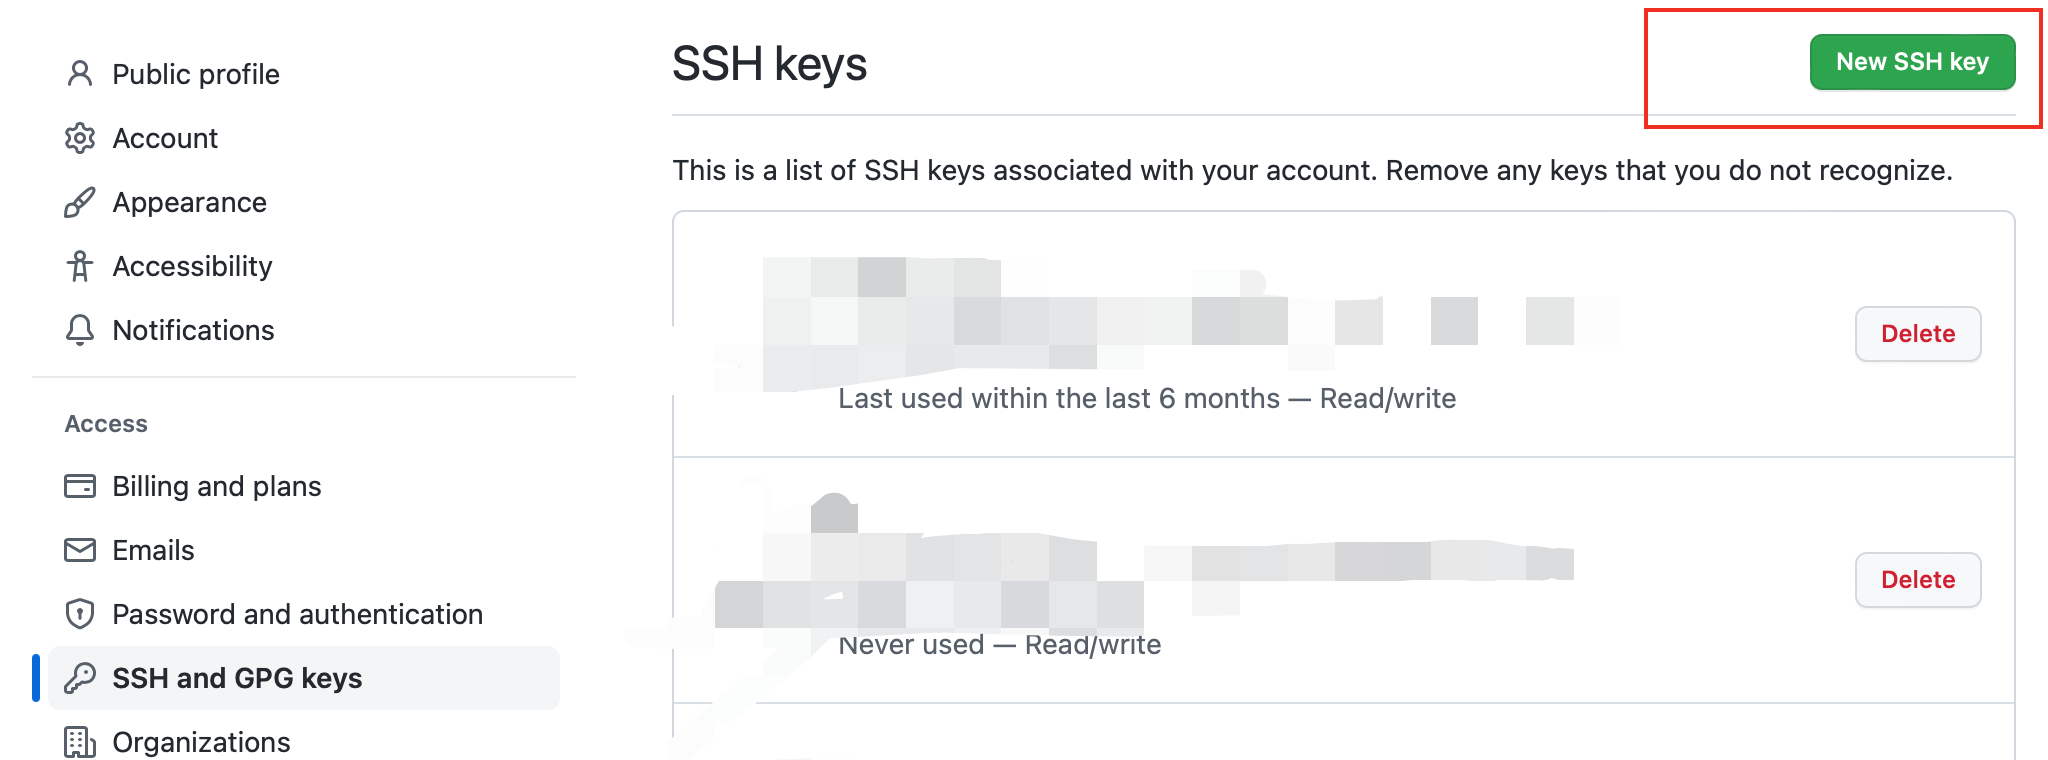 Public profile
Account
Appearance
Accessibility
Notifications
Access
Billing and plans
Emails
Password and authentication
SSH and GPG keys
Organizations
SSH keys
New SSH key
This is a list of SSH keys associated with your account. Remove any keys that you do not recognize.
Delete
Last used within the last 6 months — Read/write
Delete
Never used — Read/write